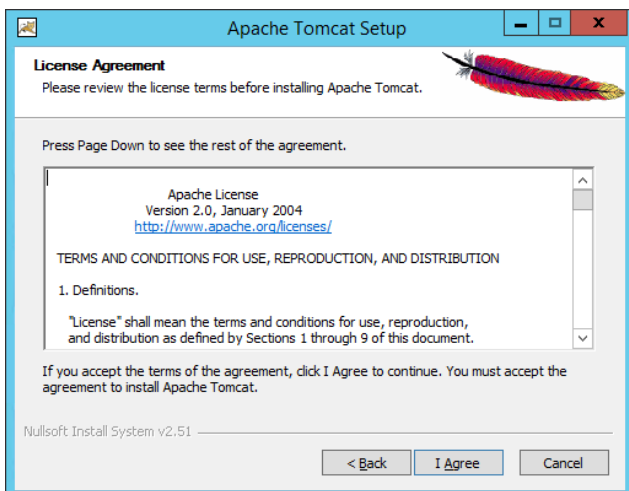 Apache Tomcat Setup
License Agreement
Please review the license terms before installing Apache Tomcat.
Press Page Down to see the rest of the agreement.
Apache License
Version 2.0, January 2004
http://www.apache.org/licenses/
TERMS AND CONDITIONS FOR USE, REPRODUCTION, AND DISTRIBUTION
1. Definitions.
"License" shall mean the terms and conditions for use, reproduction,
and distribution as defined by Sections 1 through 9 of this document.
If you accept the terms of the agreement, click I Agree to continue. You must accept the
agreement to install Apache Tomcat.
Nullsoft Install System v2.51
< Back I Agree Cancel